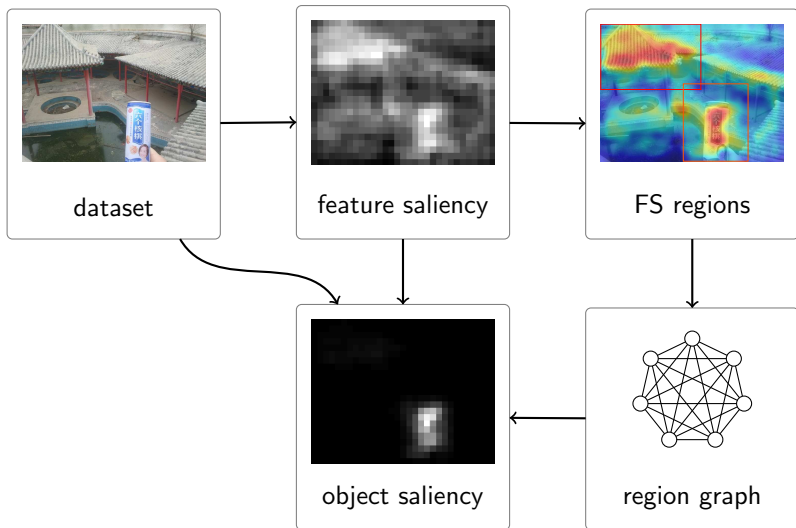 dataset
feature saliency
FS regions
object saliency
region graph